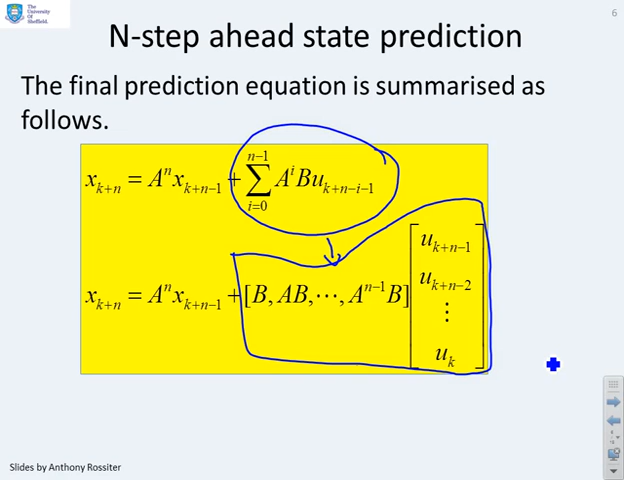 The
University
Of
Sheffield.
6
N-step ahead state prediction
The final prediction equation is summarised as
follows.
x_{k+n} = A^n x_{k+n-1} + \sum_{i=0}^{n-1} A^i B u_{k+n-i-1}
x_{k+n} = A^n x_{k+n-1} + [B, AB, ⋯, A^{n-1} B] [u_{k+n-1} u_{k+n-2} ⋮ u_k]
Slides by Anthony Rossiter